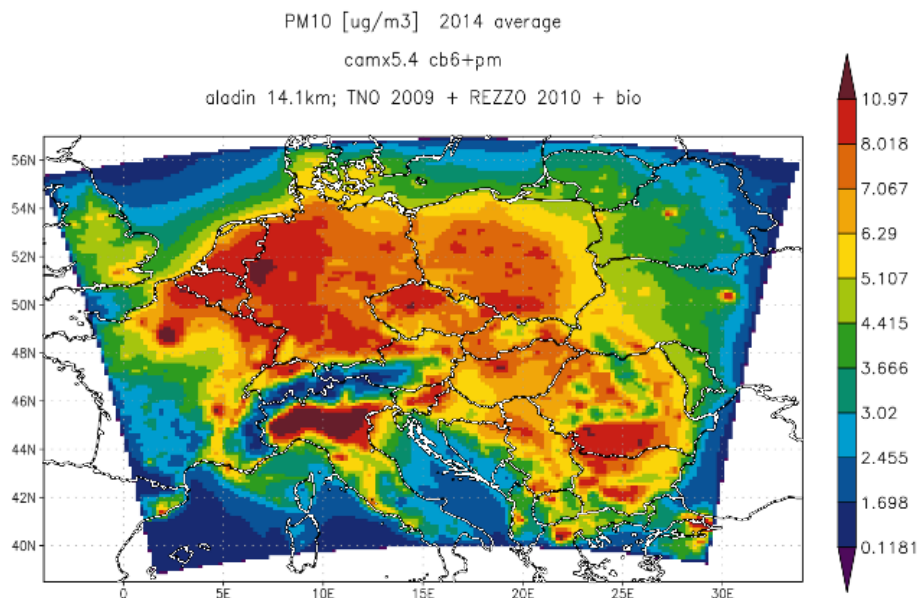 PM10 [ug/m3] 2014 average
camx5.4 cb6+pm
aladin 14.1km; TNO 2009 + REZZO 2010 + bio
10.97
8.018
7.067
6.29
5.107
4.415
3.666
3.02
2.455
1.698
0.1181
56N
54N
52N
50N
48N
46N
44N
42N
40N
0
5E
10E
15E
20E
25E
30E